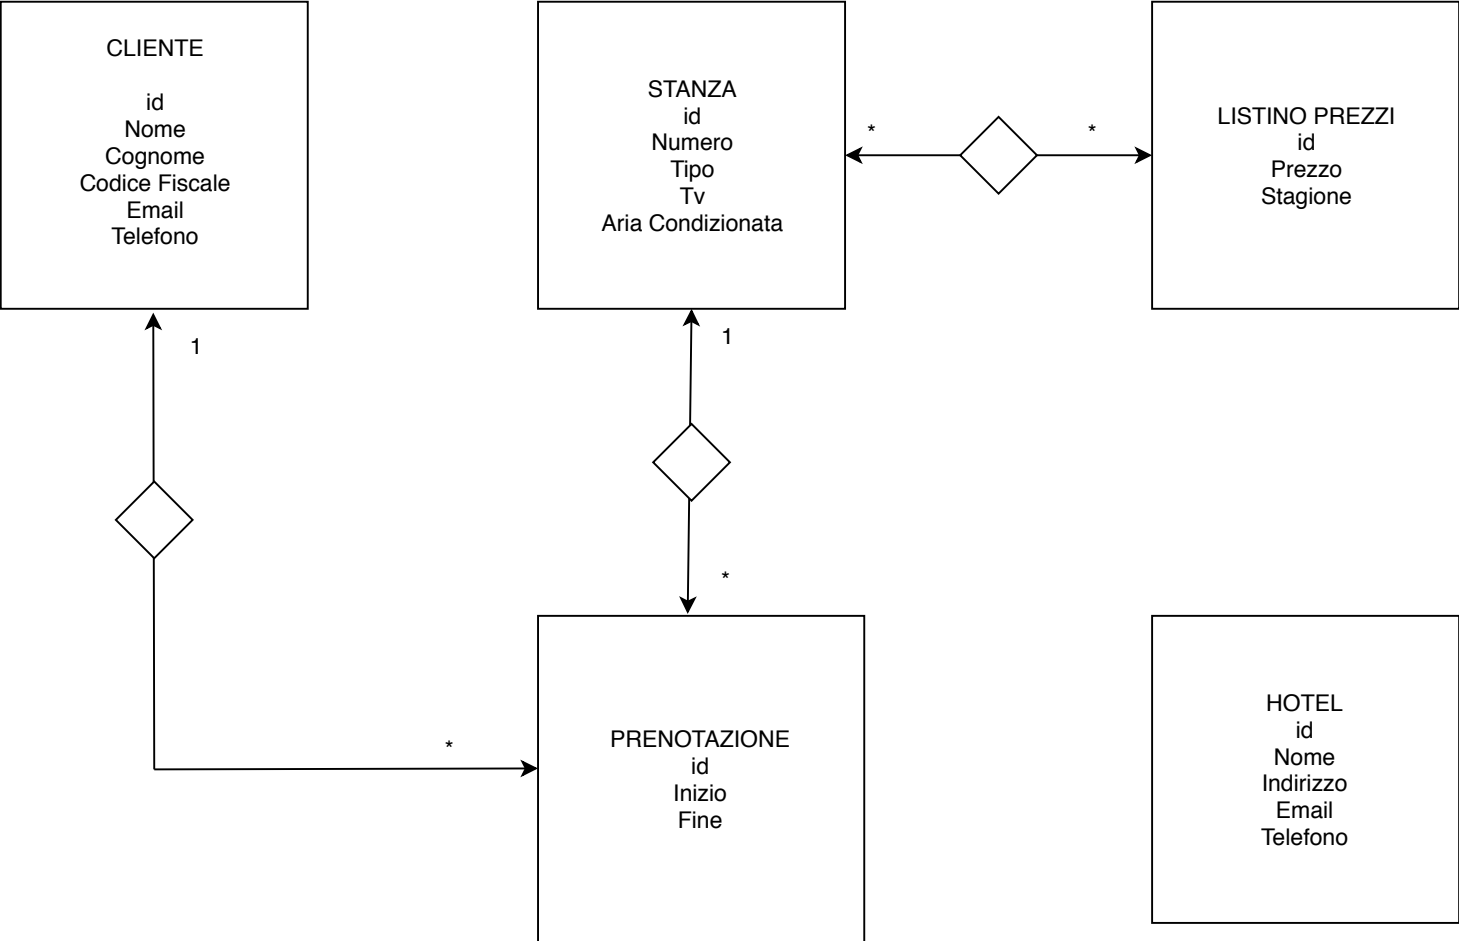 CLIENTE
id
Nome
Cognome
Codice Fiscale
Email
Telefono
STANZA
id
Numero
Tipo
Tv
Aria Condizionata
*
*
LISTINO PREZZI
id
Prezzo
Stagione
1
1
*
*
PRENOTAZIONE
id
Inizio
Fine
HOTEL
id
Nome
Indirizzo
Email
Telefono